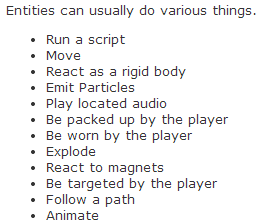 Entities can usually do various things.
• Run a script
• Move
• React as a rigid body
• Emit Particles
• Play located audio
• Be packed up by the player
• Be worn by the player
• Explode
• React to magnets
• Be targeted by the player
• Follow a path
• Animate